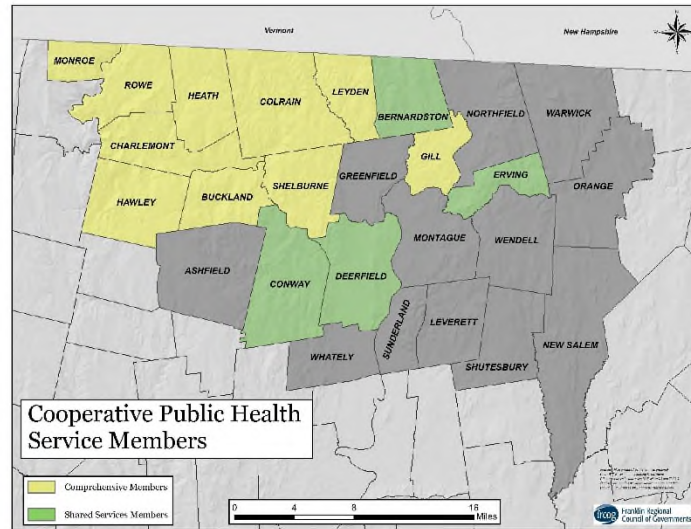 Vermont
New Hampshire
MONROE
ROWE
HEATH
COLRAIN
LEYDEN
BERNARDSTON
NORTHFIELD
WARWICK
CHARLEMONT
GILL
GREENFIELD
ERVING
ORANGE
HAWLEY
BUCKLAND
SHELBURNE
MONTAGUE
WENDELL
ASHFIELD
CONWAY
DEERFIELD
SUNDERLAND
LEVERETT
NEW SALEM
WHATELY
SHUTESBURY
Cooperative Public Health
Service Members
Comprehensive Members
Shared Services Members
0 4 8 16
Miles
frcog
Franklin Regional
Council of Governments